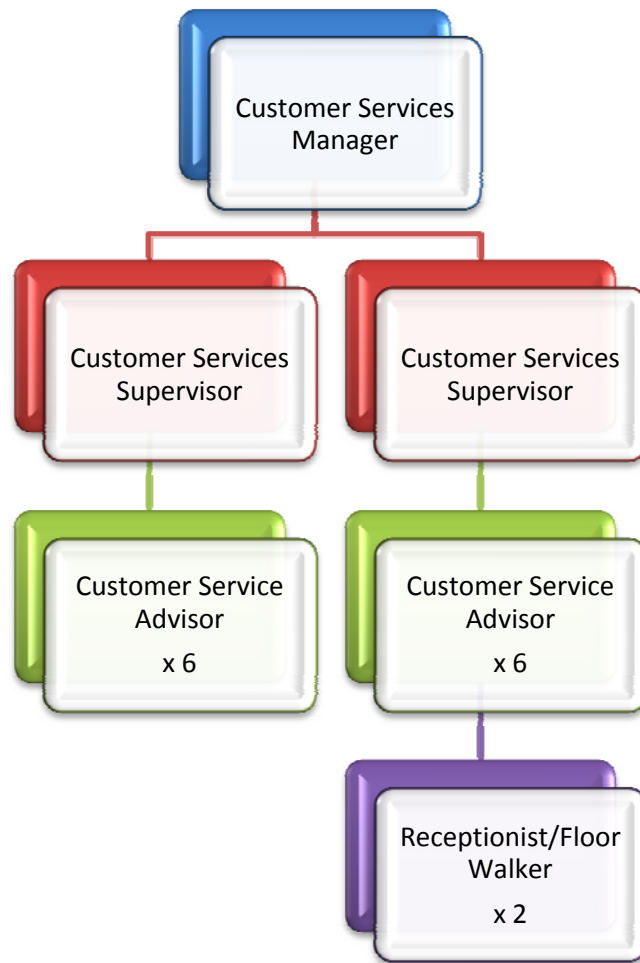 Customer Services
Manager
Customer Services
Supervisor
Customer Services
Supervisor
Customer Service
Advisor
x 6
Customer Service
Advisor
x 6
Receptionist/Floor
Walker
x 2